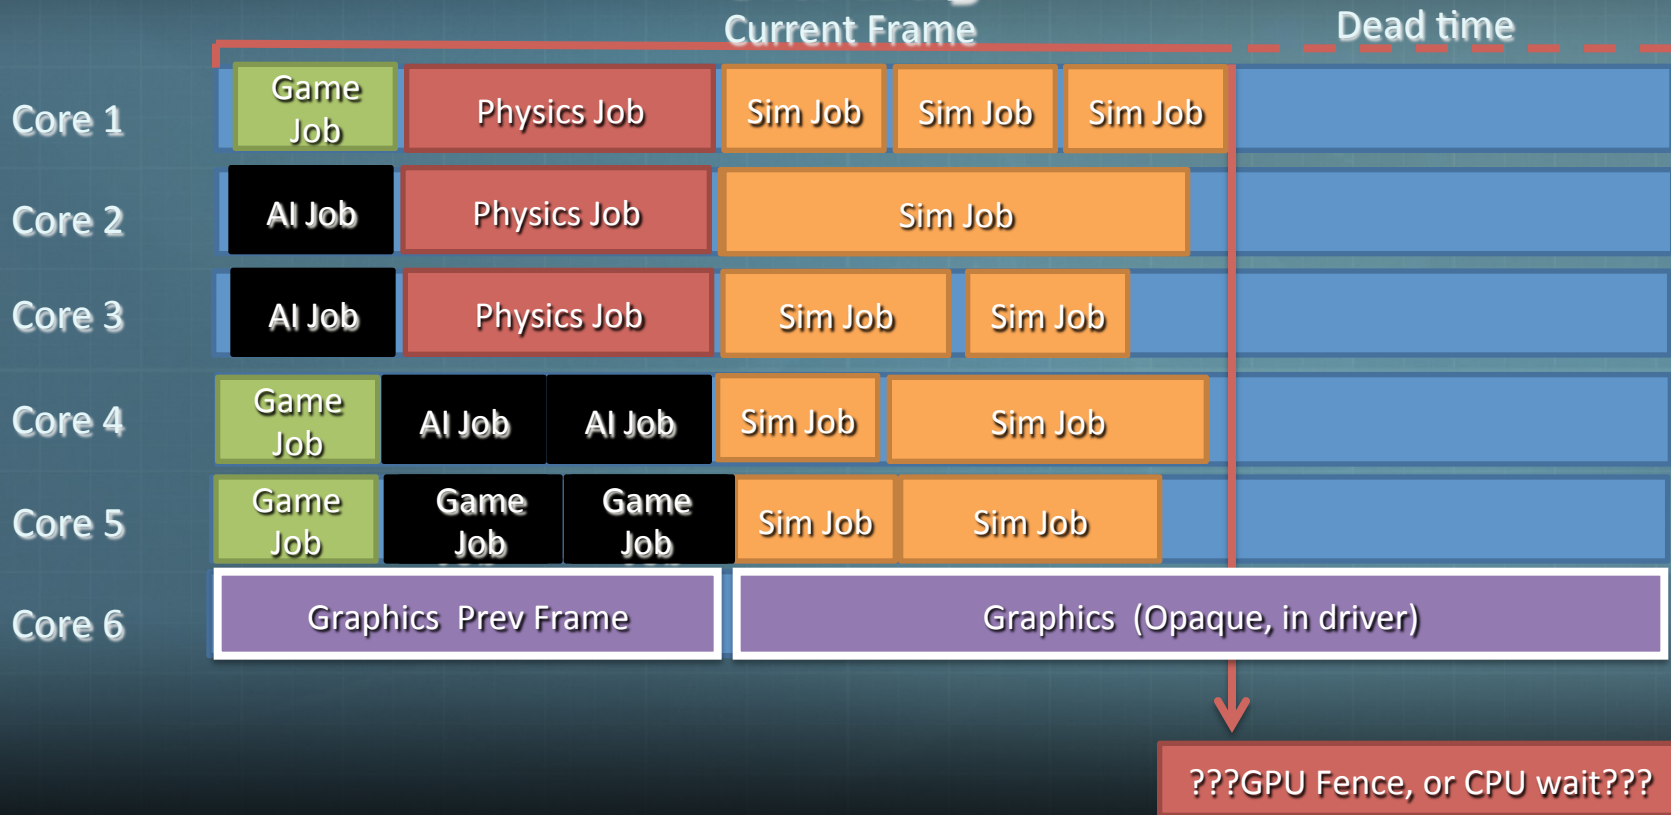 Current Frame
Dead time
Core 1
Game
Job
Physics Job
Sim Job
Sim Job
Sim Job
Core 2
AI Job
Physics Job
Sim Job
Core 3
AI Job
Physics Job
Sim Job
Sim Job
Core 4
Game
Job
AI Job
AI Job
Sim Job
Sim Job
Core 5
Game
Job
Game
Job
Game
Job
Sim Job
Sim Job
Core 6
Graphics Prev Frame
Graphics (Opaque, in driver)
???GPU Fence, or CPU wait???